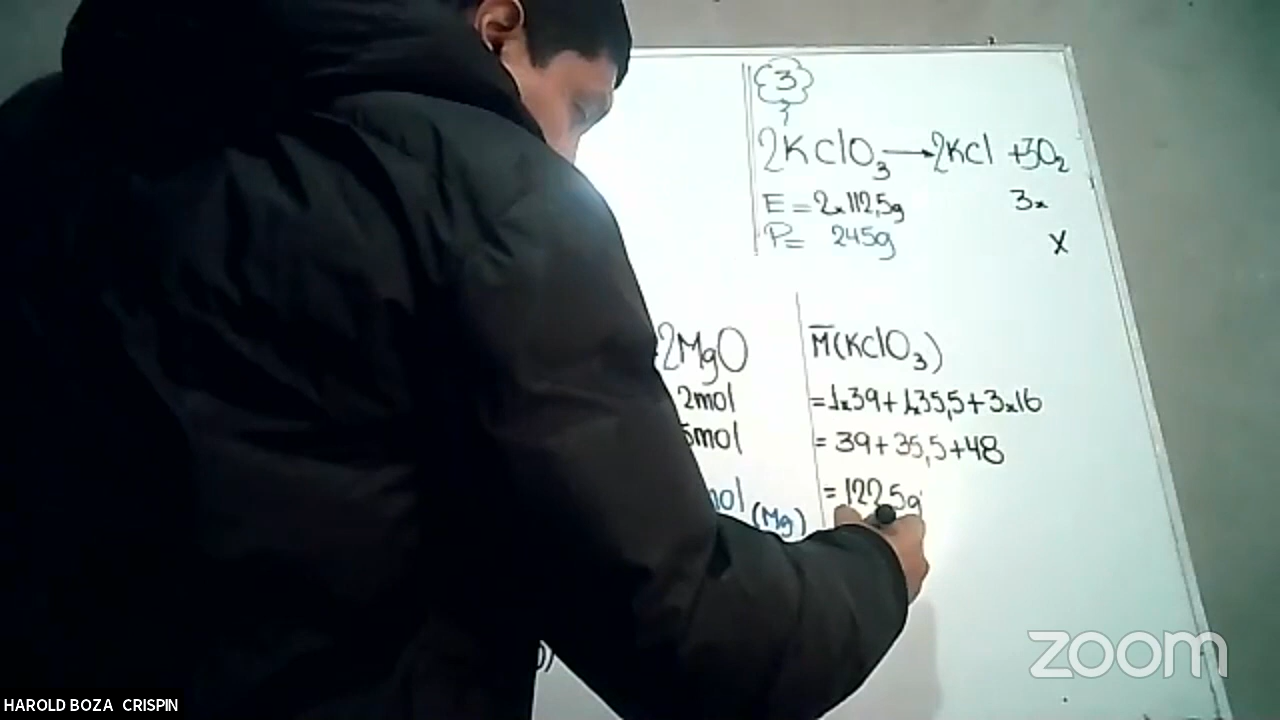 3
2KClO3 → 2KCl + 3O2
E = 2x112,5g 3x
P = 245g X
2MgO
2mol
5mol
mol (Mg)
M̅(KClO3)
= 1x39 + 1x35,5 + 3x16
= 39 + 35,5 + 48
= 122,5g
zoom
HAROLD BOZA CRISPIN